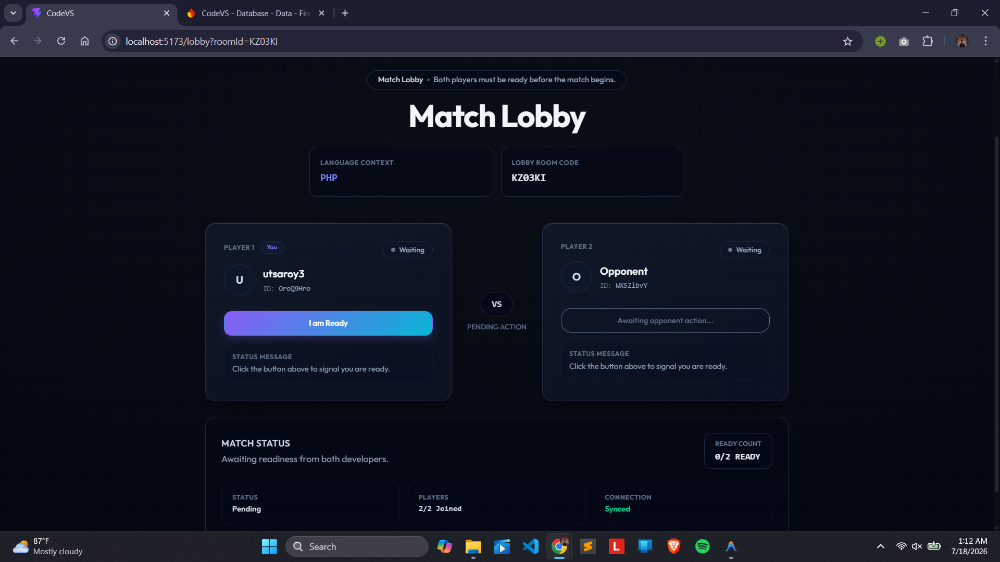 CodeVS
CodeVS - Database - Data - Fire
localhost:5173/lobby?roomId=KZ03KI
Match Lobby • Both players must be ready before the match begins.
Match Lobby
LANGUAGE CONTEXT
PHP
LOBBY ROOM CODE
KZ03KI
PLAYER 1 You
Waiting
U
utsaroy3
ID: OroQ9Hro
I am Ready
STATUS MESSAGE
Click the button above to signal you are ready.
VS
PENDING ACTION
PLAYER 2
Waiting
O
Opponent
ID: WX5ZlbvY
Awaiting opponent action...
STATUS MESSAGE
Click the button above to signal you are ready.
MATCH STATUS
Awaiting readiness from both developers.
READY COUNT
0/2 READY
STATUS
Pending
PLAYERS
2/2 Joined
CONNECTION
Synced
87°F
Mostly cloudy
Search
L
1:12 AM
7/18/2026